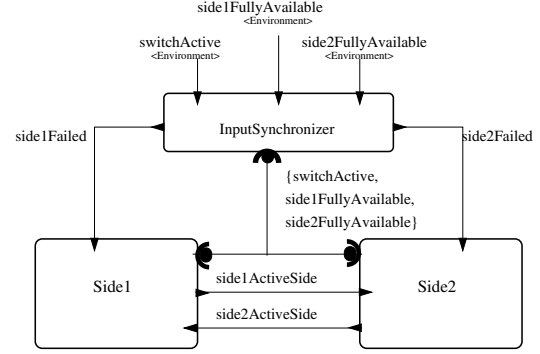 side1FullyAvailable
<Environment>
switchActive
<Environment>
side2FullyAvailable
<Environment>
InputSynchronizer
side1Failed
side2Failed
{switchActive,
side1FullyAvailable,
side2FullyAvailable}
Side1
side1ActiveSide
side2ActiveSide
Side2